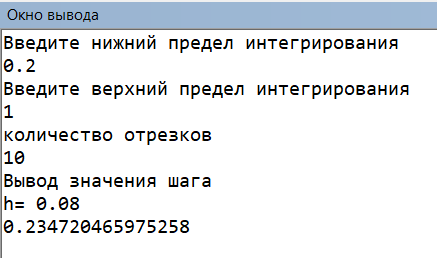 Окно вывода
Введите нижний предел интегрирования
0.2
Введите верхний предел интегрирования
1
количество отрезков
10
Вывод значения шага
h= 0.08
0.234720465975258